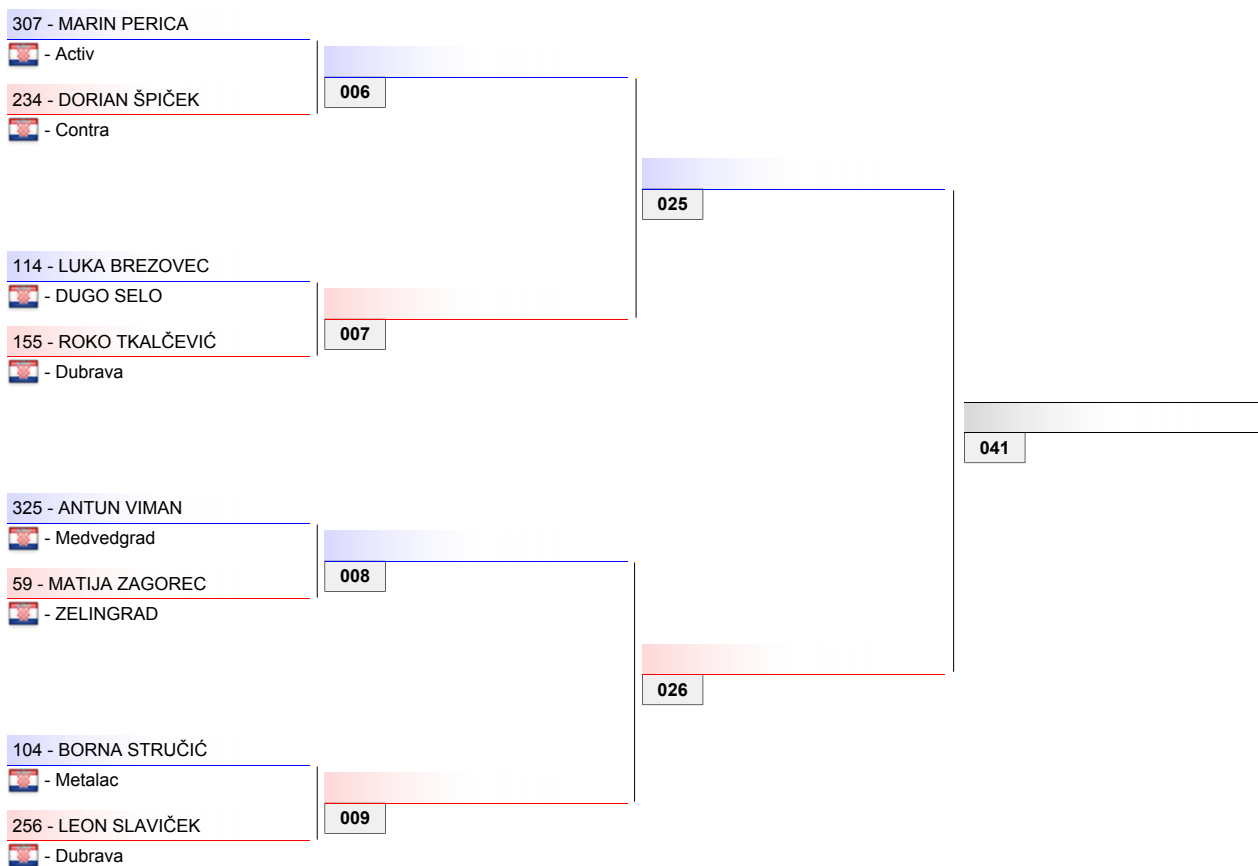 307 - MARIN PERICA
- Activ
006
234 - DORIAN ŠPIČEK
- Contra
025
114 - LUKA BREZOVEC
- DUGO SELO
007
155 - ROKO TKALČEVIĆ
- Dubrava
041
325 - ANTUN VIMAN
- Medvedgrad
008
59 - MATIJA ZAGOREC
- ZELINGRAD
026
104 - BORNA STRUČIĆ
- Metalac
009
256 - LEON SLAVIČEK
- Dubrava